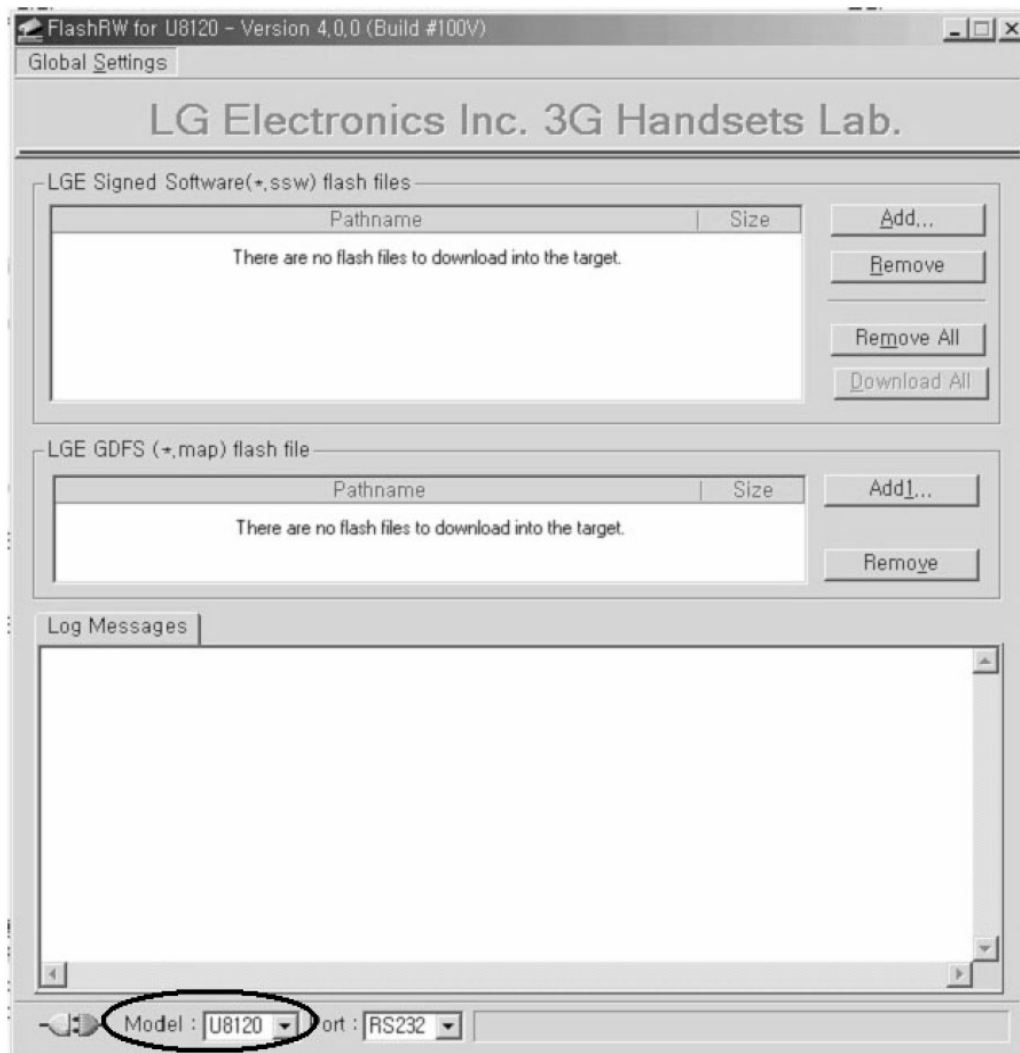 FlashRW for U8120 - Version 4,0,0 (Build #100V)
Global Settings
LG Electronics Inc. 3G Handsets Lab.
LGE Signed Software(*,ssw) flash files
Pathname Size
There are no flash files to download into the target.
Add...
Remove
Remove All
Download All
LGE GDFS (*,map) flash file
Pathname Size
There are no flash files to download into the target.
Add1...
Remove
Log Messages
Model : U8120 Port : RS232